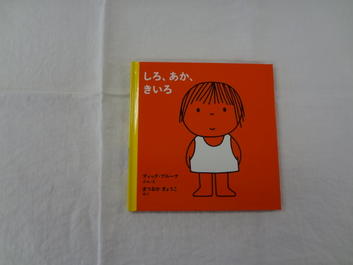 しろ、あか、
きいろ
ディック・ブルーナ
まつおか きょうこ